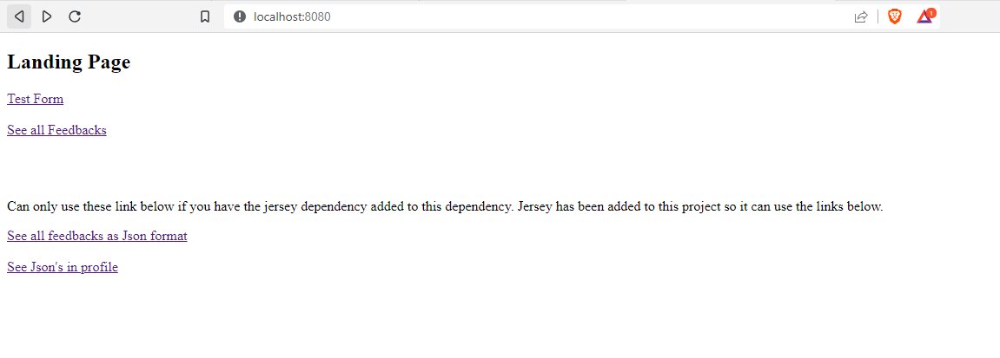 localhost:8080
1
Landing Page
Test Form
See all Feedbacks
Can only use these link below if you have the jersey dependency added to this dependency. Jersey has been added to this project so it can use the links below.
See all feedbacks as Json format
See Json's in profile